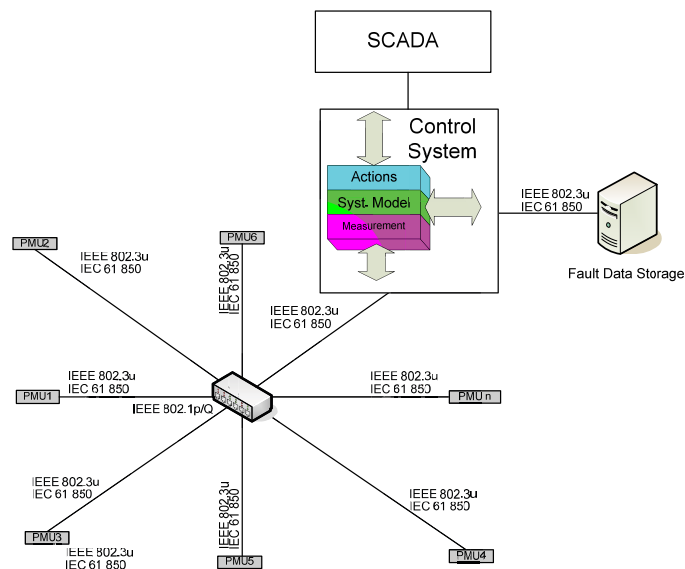 SCADA
Control
System
Actions
Syst. Model
Measurement
IEEE 802.3u
IEC 61 850
Fault Data Storage
PMU2
IEEE 802.3u
IEC 61 850
PMU6
IEEE 802.3u
IEC 61 850
IEEE 802.3u
IEC 61 850
PMU1
IEEE 802.3u
IEC 61 850
IEEE 802.1p/Q
IEEE 802.3u
IEC 61 850
PMU n
IEEE 802.3u
IEC 61 850
PMU3
IEEE 802.3u
IEC 61 850
IEEE 802.3u
IEC 61 850
PMU5
IEEE 802.3u
IEC 61 850
PMU4